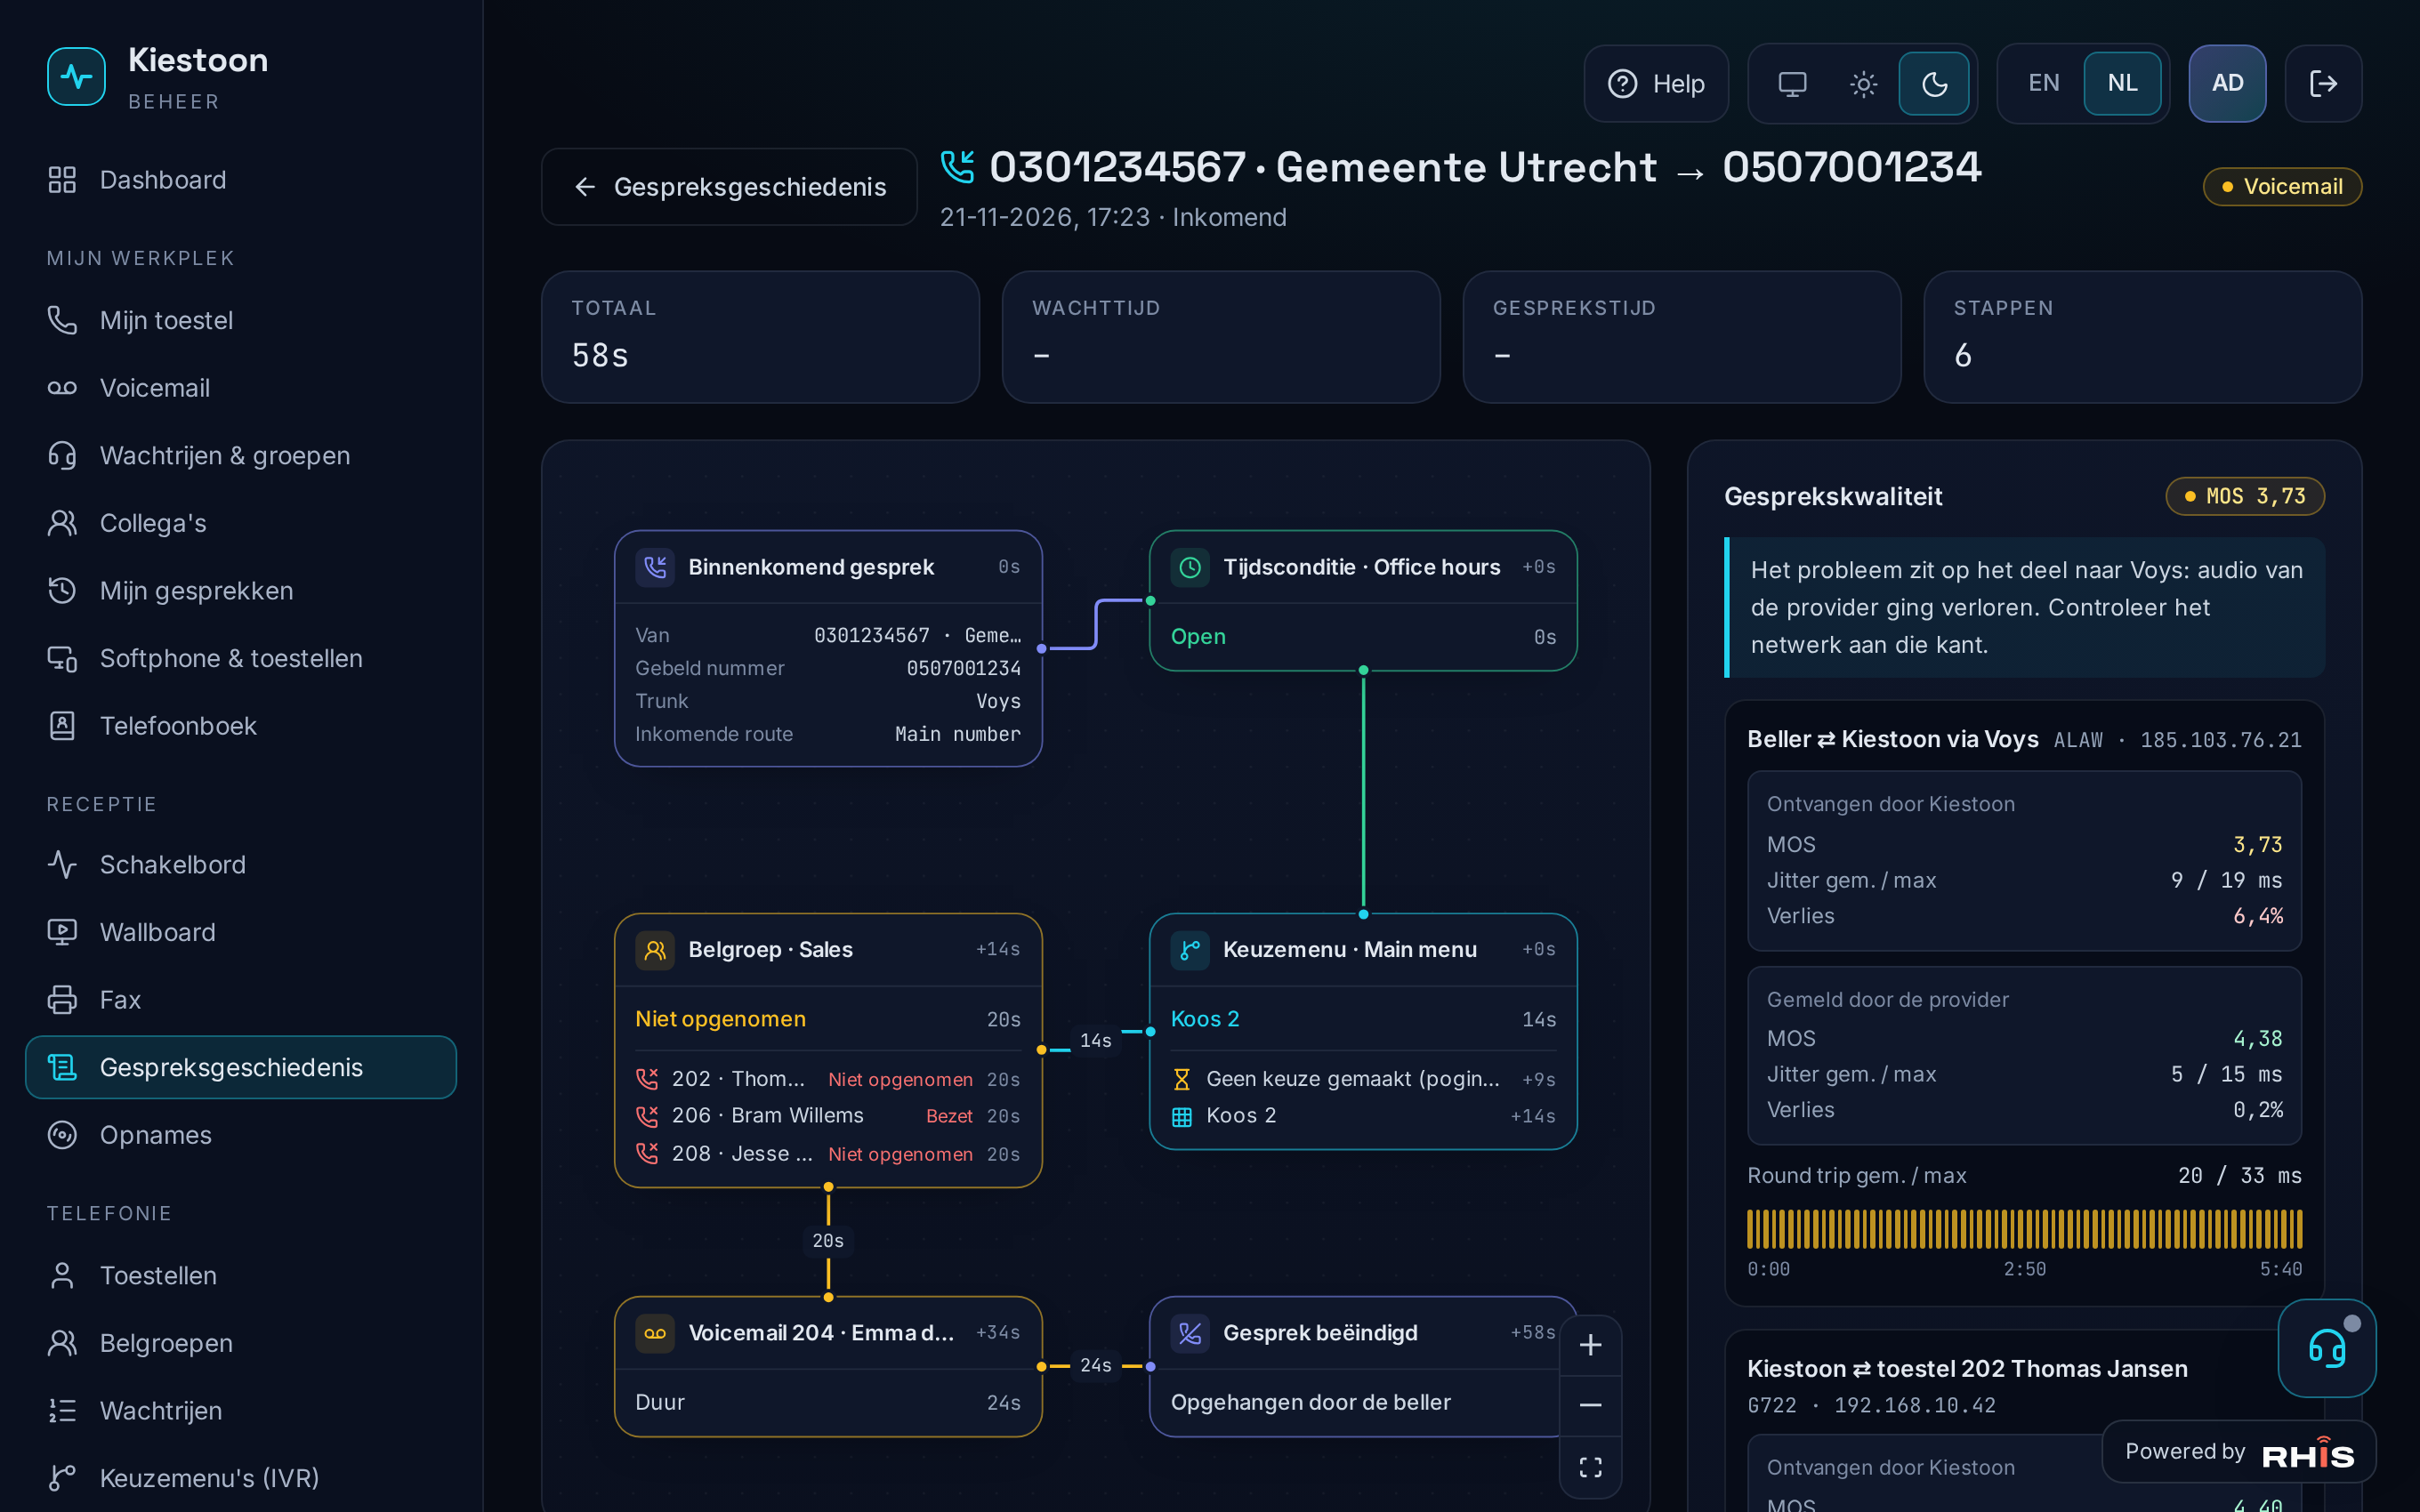 Kiestoon
BEHEER
Dashboard
MIJN WERKPLEK
Mijn toestel
Voicemail
Wachtrijen & groepen
Collega's
Mijn gesprekken
Softphone & toestellen
Telefoonboek
RECEPTIE
Schakelbord
Wallboard
Fax
Gespreksgeschiedenis
Opnames
TELEFONIE
Toestellen
Belgroepen
Wachtrijen
Keuzemenu's (IVR)
Help
EN NL
AD
Gespreksgeschiedenis
0301234567 · Gemeente Utrecht → 0507001234
21-11-2026, 17:23 · Inkomend
Voicemail
TOTAAL
58s
WACHTTIJD
–
GESPREKSTIJD
–
STAPPEN
6
Binnenkomend gesprek 0s
Van 0301234567 · Geme…
Gebeld nummer 0507001234
Trunk Voys
Inkomende route Main number
Tijdsconditie · Office hours +0s
Open 0s
Belgroep · Sales +14s
Niet opgenomen 20s
202 · Thom… Niet opgenomen 20s
206 · Bram Willems Bezet 20s
208 · Jesse … Niet opgenomen 20s
14s
Keuzemenu · Main menu +0s
Koos 2 14s
Geen keuze gemaakt (pogin… +9s
Koos 2 +14s
20s
Voicemail 204 · Emma d… +34s
Duur 24s
24s
Gesprek beëindigd +58s
Opgehangen door de beller
Gesprekskwaliteit
MOS 3,73
Het probleem zit op het deel naar Voys: audio van
de provider ging verloren. Controleer het
netwerk aan die kant.
Beller ⇄ Kiestoon via Voys ALAW · 185.103.76.21
Ontvangen door Kiestoon
MOS 3,73
Jitter gem. / max 9 / 19 ms
Verlies 6,4%
Gemeld door de provider
MOS 4,38
Jitter gem. / max 5 / 15 ms
Verlies 0,2%
Round trip gem. / max 20 / 33 ms
0:00 2:50 5:40
Kiestoon ⇄ toestel 202 Thomas Jansen
G722 · 192.168.10.42
Ontvangen door Kiestoon
MOS 4,40
Powered by RHIS